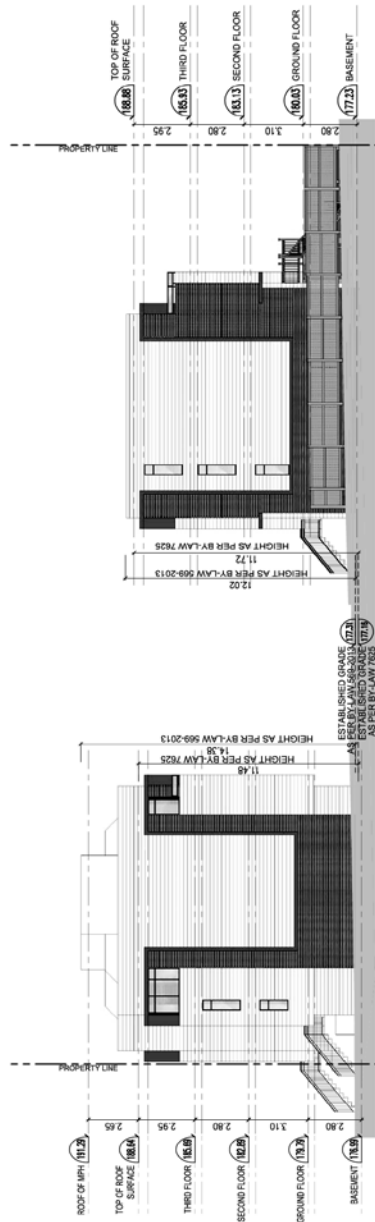 TOP OF ROOF
SURFACE
188.88
THIRD FLOOR
185.93
SECOND FLOOR
183.13
GROUND FLOOR
180.03
BASEMENT
177.23
2.95
2.80
3.10
2.80
PROPERTY LINE
HEIGHT AS PER BY-LAW 7625
11.72
HEIGHT AS PER BY-LAW 569-2013
12.02
ESTABLISHED GRADE
AS PER BY-LAW 569-2013
177.31
ESTABLISHED GRADE
AS PER BY-LAW 7625
177.16
HEIGHT AS PER BY-LAW 569-2013
14.38
HEIGHT AS PER BY-LAW 7625
11.48
PROPERTY LINE
2.65
2.95
2.80
3.10
2.80
ROOF OF MPH
191.29
TOP OF ROOF
SURFACE
188.64
THIRD FLOOR
185.69
SECOND FLOOR
182.89
GROUND FLOOR
179.79
BASEMENT
176.99